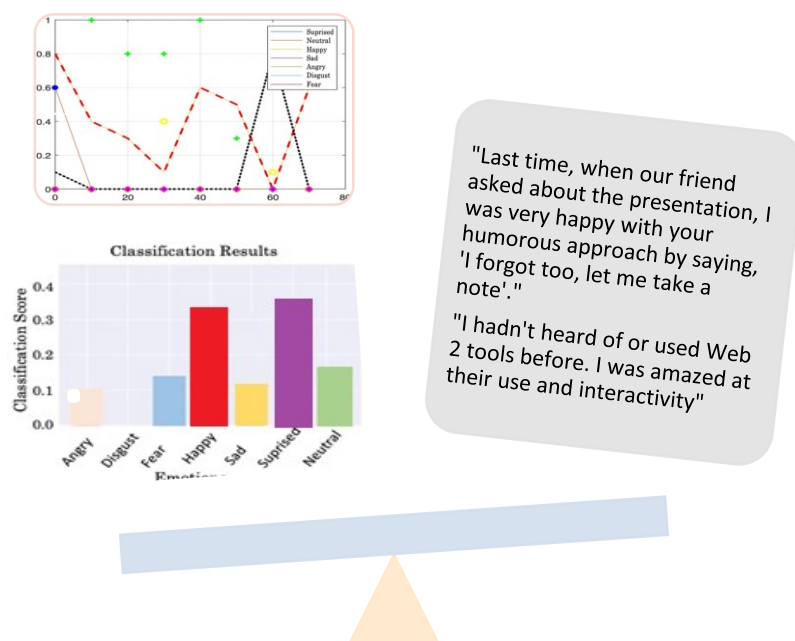 1
0.8
0.6
0.4
0.2
0
0 20 40 60 80
Suprised
Neutral
Happy
Sad
Angry
Disgust
Fear
Classification Results
Classification Score
0.4
0.3
0.2
0.1
0.0
Angry Disgust Fear Happy Sad Suprised Neutral
"Last time, when our friend
asked about the presentation, I
was very happy with your
humorous approach by saying,
'I forgot too, let me take a
note'."
"I hadn't heard of or used Web
2 tools before. I was amazed at
their use and interactivity"